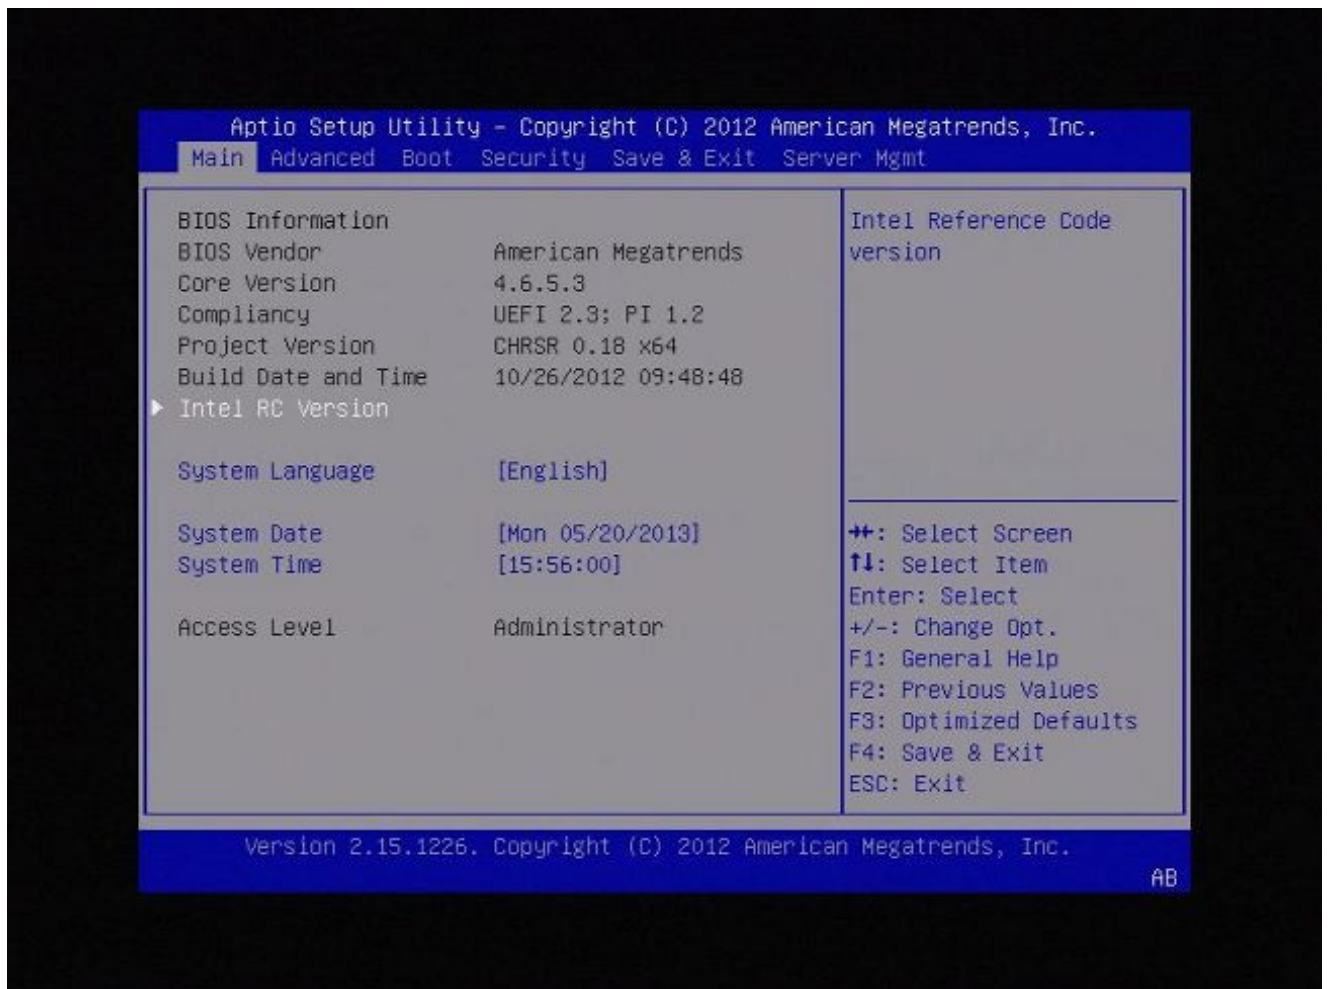 Aptio Setup Utility – Copyright (C) 2012 American Megatrends, Inc.
Main Advanced Boot Security Save & Exit Server Mgmt
BIOS Information
BIOS Vendor American Megatrends
Core Version 4.6.5.3
Compliancy UEFI 2.3; PI 1.2
Project Version CHRSR 0.18 x64
Build Date and Time 10/26/2012 09:48:48
▶ Intel RC Version
System Language [English]
System Date [Mon 05/20/2013]
System Time [15:56:00]
Access Level Administrator
Intel Reference Code
version
→←: Select Screen
↑↓: Select Item
Enter: Select
+/-: Change Opt.
F1: General Help
F2: Previous Values
F3: Optimized Defaults
F4: Save & Exit
ESC: Exit
Version 2.15.1226. Copyright (C) 2012 American Megatrends, Inc.
AB